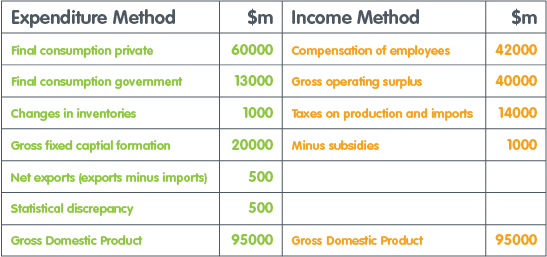 Expenditure Method $m Income Method $m
Final consumption private 60000 Compensation of employees 42000
Final consumption government 13000 Gross operating surplus 40000
Changes in inventories 1000 Taxes on production and imports 14000
Gross fixed captial formation 20000 Minus subsidies 1000
Net exports (exports minus imports) 500
Statistical discrepancy 500
Gross Domestic Product 95000 Gross Domestic Product 95000